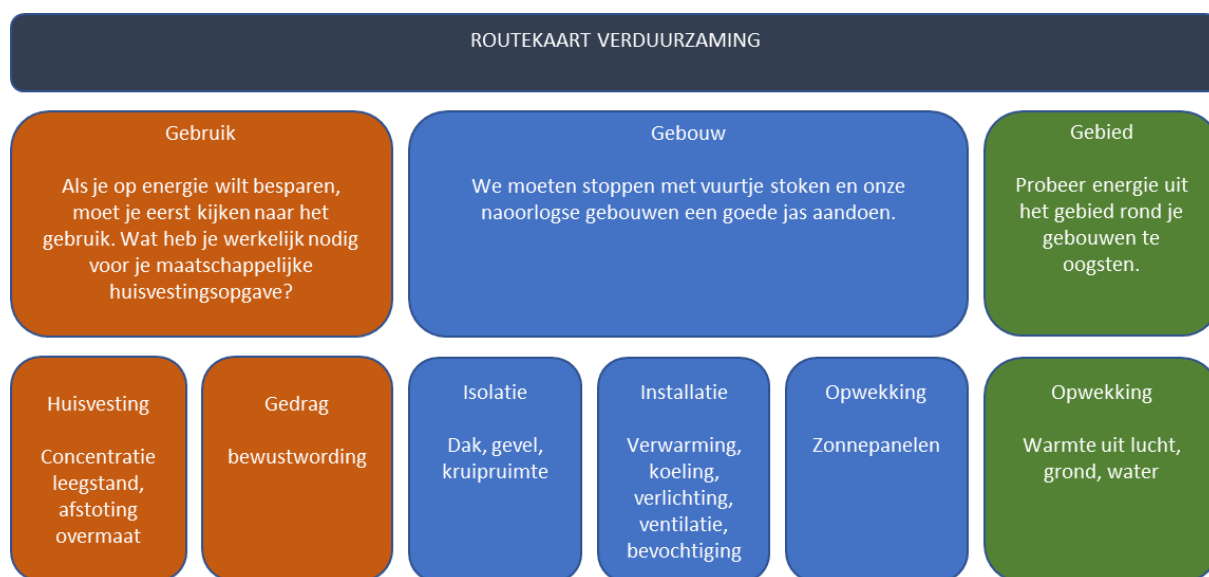 ROUTEKAART VERDUURZAMING
Gebruik
Als je op energie wilt besparen,
moet je eerst kijken naar het
gebruik. Wat heb je werkelijk nodig
voor je maatschappelijke
huisvestingsopgave?
Gebouw
We moeten stoppen met vuurtje stoken en onze
naoorlogse gebouwen een goede jas aandoen.
Gebied
Probeer energie uit
het gebied rond je
gebouwen te
oogsten.
Huisvesting
Concentratie
leegstand,
afstoting
overmaat
Gedrag
bewustwording
Isolatie
Dak, gevel,
kruipruimte
Installatie
Verwarming,
koeling,
verlichting,
ventilatie,
bevochtiging
Opwekking
Zonnepanelen
Opwekking
Warmte uit lucht,
grond, water